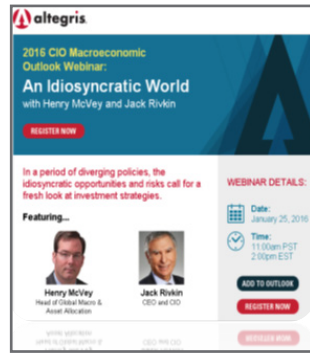 altegris
2016 CIO Macroeconomic
Outlook Webinar:
An Idiosyncratic World
with Henry McVey and Jack Rivkin
REGISTER NOW
In a period of diverging policies, the
idiosyncratic opportunities and risks call for a
fresh look at investment strategies.
Featuring...
Henry McVey
Head of Global Macro &
Asset Allocation
Jack Rivkin
CEO and CIO
WEBINAR DETAILS:
Date:
January 25, 2016
Time:
11:00am PST
2:00pm EST
ADD TO OUTLOOK
REGISTER NOW